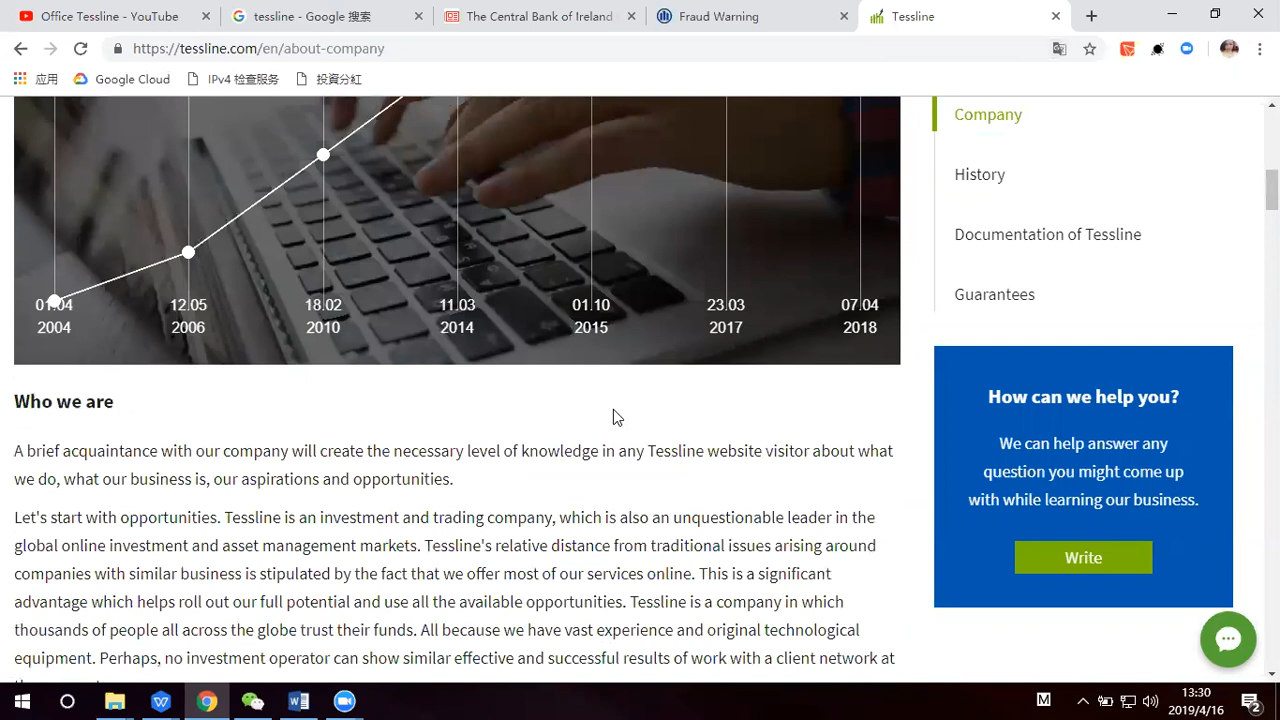 Office Tessline - YouTube
tessline - Google 搜索
The Central Bank of Ireland
Fraud Warning
Tessline
https://tessline.com/en/about-company
应用
Google Cloud
IPv4 检查服务
投資分紅
01.04
2004
12.05
2006
18.02
2010
11.03
2014
01.10
2015
23.03
2017
07.04
2018
Company
History
Documentation of Tessline
Guarantees
Who we are
A brief acquaintance with our company will create the necessary level of knowledge in any Tessline website visitor about what
we do, what our business is, our aspirations and opportunities.
Let's start with opportunities. Tessline is an investment and trading company, which is also an unquestionable leader in the
global online investment and asset management markets. Tessline's relative distance from traditional issues arising around
companies with similar business is stipulated by the fact that we offer most of our services online. This is a significant
advantage which helps roll out our full potential and use all the available opportunities. Tessline is a company in which
thousands of people all across the globe trust their funds. All because we have vast experience and original technological
equipment. Perhaps, no investment operator can show similar effective and successful results of work with a client network at
How can we help you?
We can help answer any
question you might come up
with while learning our business.
Write
M
13:30
2019/4/16
2